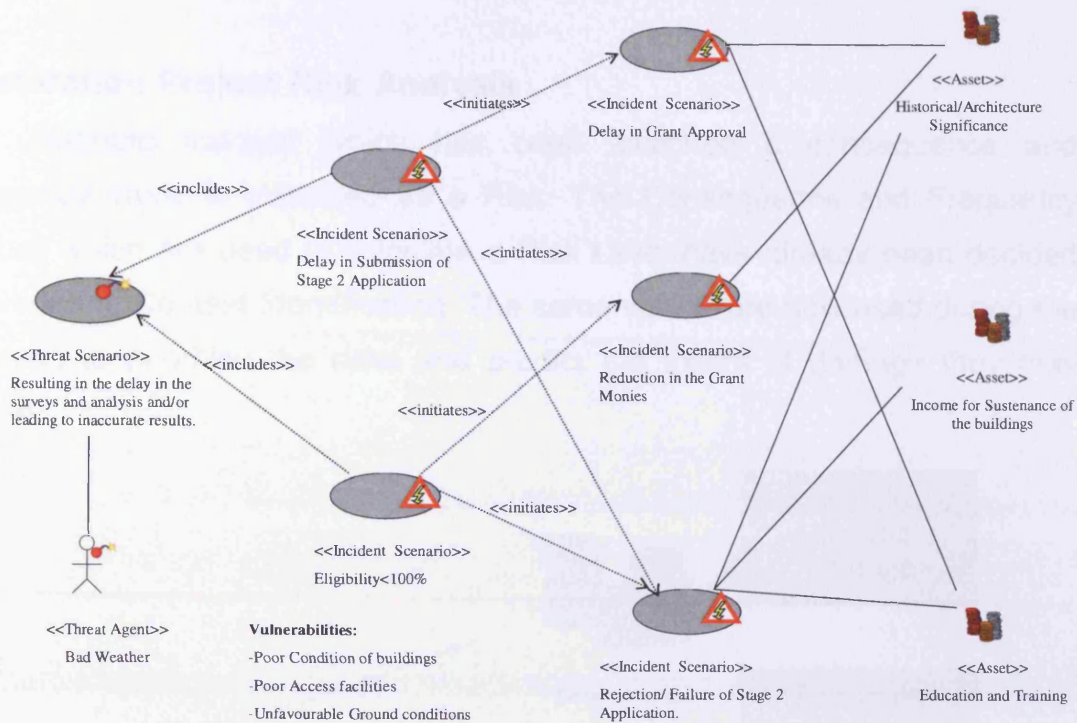 <<initiates>>
<<Incident Scenario>>
Delay in Grant Approval
<<Asset>>
Historical/Architecture
Significance
<<includes>>
<<Incident Scenario>>
Delay in Submission of
Stage 2 Application
<<initiates>>
<<Threat Scenario>>
Resulting in the delay in the
surveys and analysis and/or
leading to inaccurate results.
<<includes>>
<<initiates>>
<<Incident Scenario>>
Reduction in the Grant
Monies
<<Asset>>
Income for Sustenance of
the buildings
<<initiates>>
<<Incident Scenario>>
Eligibility<100%
<<Threat Agent>>
Bad Weather
Vulnerabilities:
-Poor Condition of buildings
-Poor Access facilities
-Unfavourable Ground conditions
<<Incident Scenario>>
Rejection/ Failure of Stage 2
Application.
<<Asset>>
Education and Training